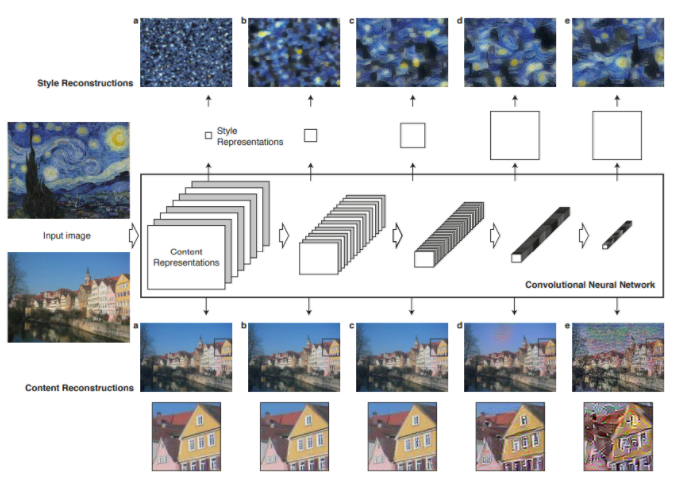 a b c d e
Style Reconstructions
Style
Representations
Input image
Content
Representations
Convolutional Neural Network
a b c d e
Content Reconstructions